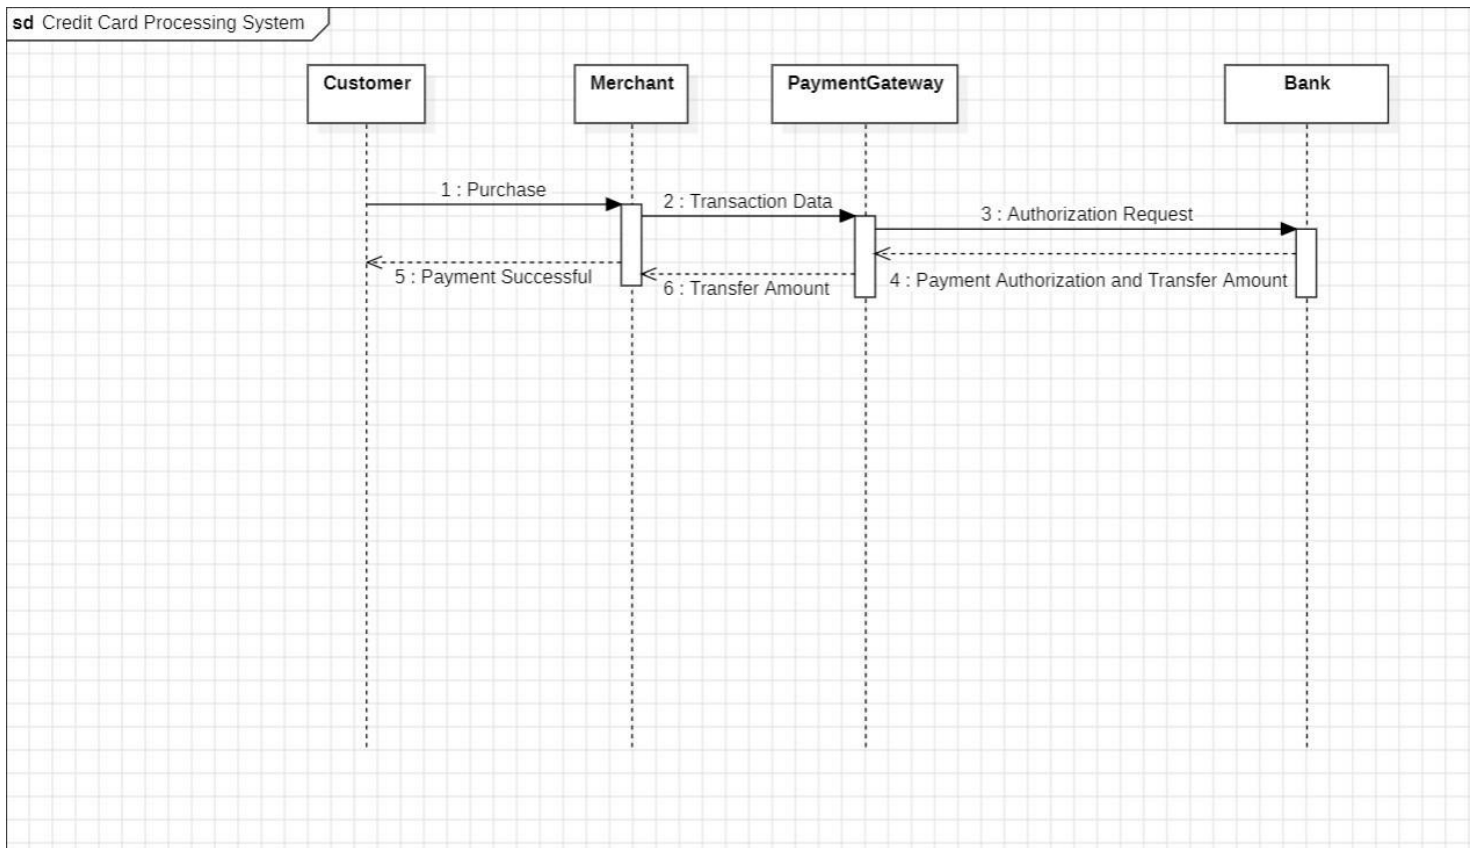 sd Credit Card Processing System
Customer
Merchant
PaymentGateway
Bank
1 : Purchase
2 : Transaction Data
3 : Authorization Request
5 : Payment Successful
6 : Transfer Amount
4 : Payment Authorization and Transfer Amount